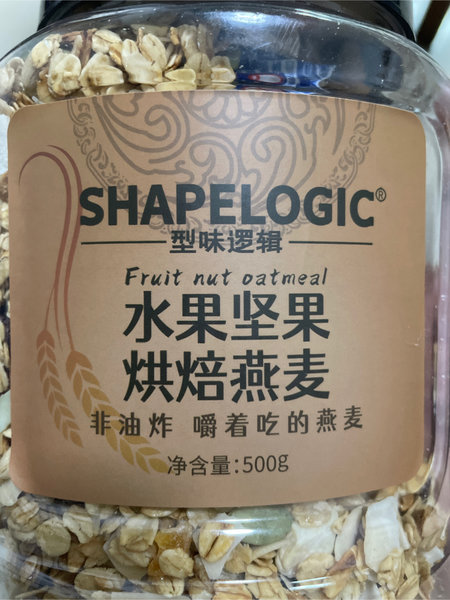 SHAPELOGIC®
型味逻辑
Fruit nut oatmeal
水果坚果
烘焙燕麦
非油炸 嚼着吃的燕麦
净含量:500g